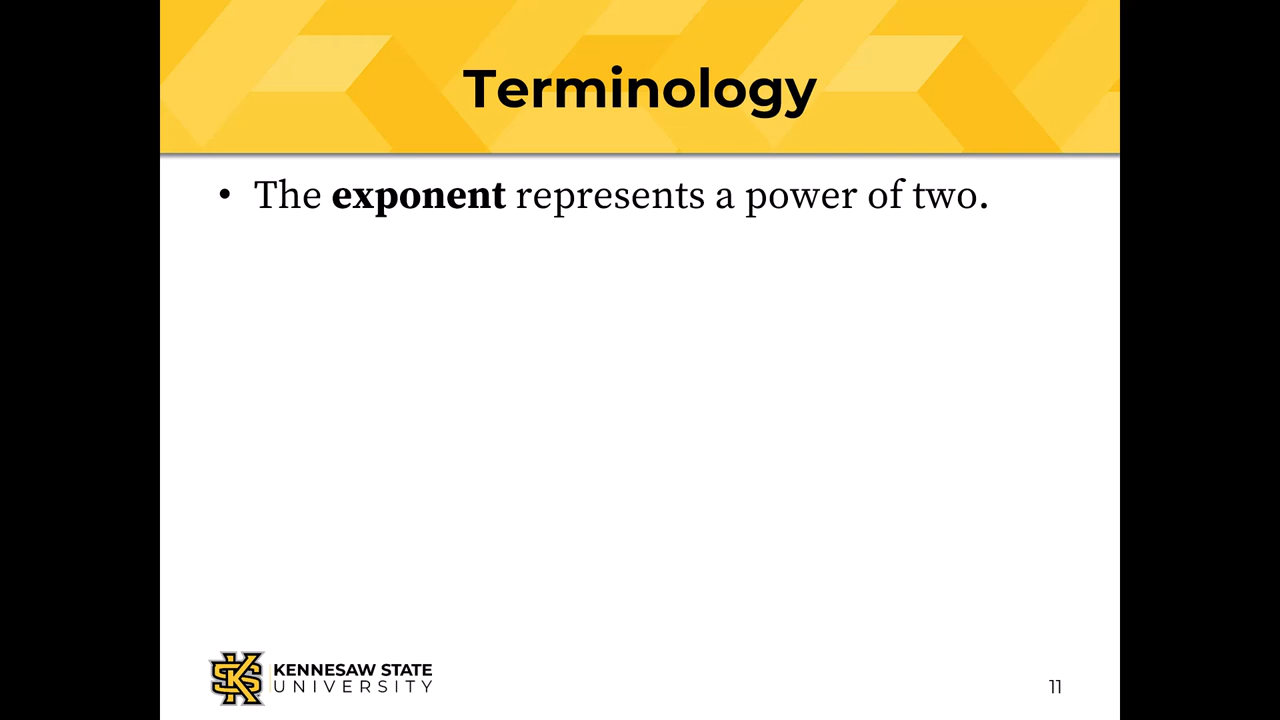 Terminology
• The exponent represents a power of two.
KENNESAW STATE
UNIVERSITY
11